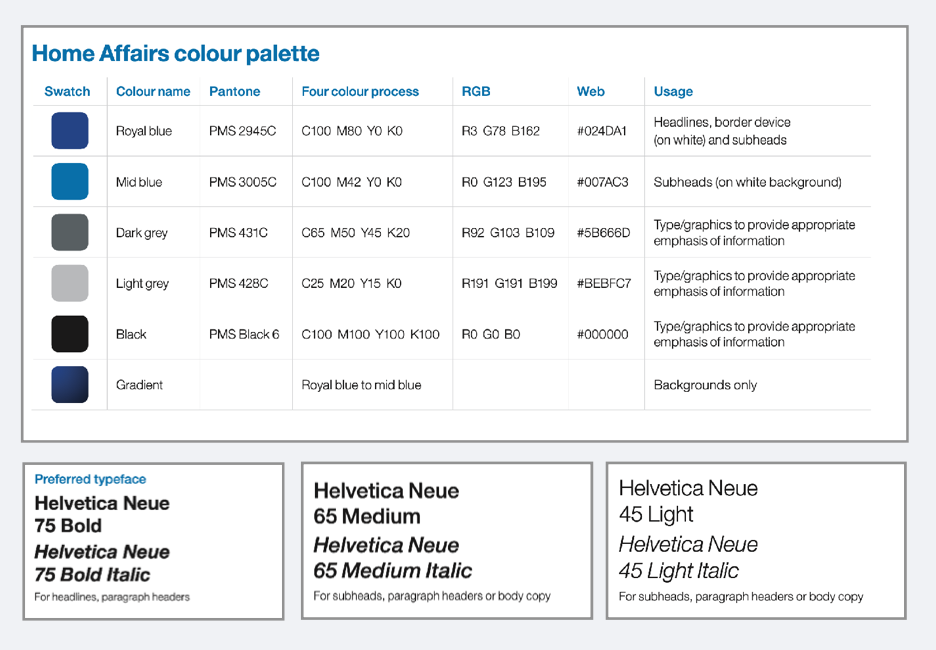 Home Affairs colour palette
Swatch Colour name Pantone Four colour process RGB Web Usage
Royal blue PMS 2945C C100 M80 Y0 K0 R3 G78 B162 #024DA1 Headlines, border device
(on white) and subheads
Mid blue PMS 3005C C100 M42 Y0 K0 R0 G123 B195 #007AC3 Subheads (on white background)
Dark grey PMS 431C C65 M50 Y45 K20 R92 G103 B109 #5B666D Type/graphics to provide appropriate
emphasis of information
Light grey PMS 428C C25 M20 Y15 K0 R191 G191 B199 #BEBFC7 Type/graphics to provide appropriate
emphasis of information
Black PMS Black 6 C100 M100 Y100 K100 R0 G0 B0 #000000 Type/graphics to provide appropriate
emphasis of information
Gradient Royal blue to mid blue Backgrounds only
Preferred typeface
Helvetica Neue
75 Bold
Helvetica Neue
75 Bold Italic
For headlines, paragraph headers
Helvetica Neue
65 Medium
Helvetica Neue
65 Medium Italic
For subheads, paragraph headers or body copy
Helvetica Neue
45 Light
Helvetica Neue
45 Light Italic
For subheads, paragraph headers or body copy